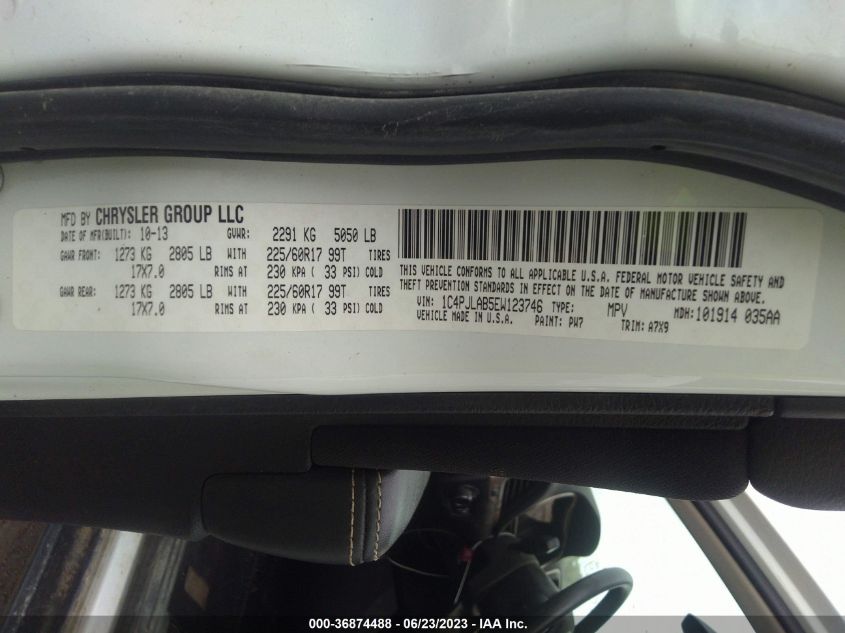 MFD BY CHRYSLER GROUP LLC
DATE OF MFR(BUILT): 10-13 GVWR: 2291 KG 5050 LB
GAWR FRONT: 1273 KG 2805 LB WITH 225/60R17 99T TIRES
17X7.0 RIMS AT 230 KPA ( 33 PSI) COLD
GAWR REAR: 1273 KG 2805 LB WITH 225/60R17 99T TIRES
17X7.0 RIMS AT 230 KPA ( 33 PSI) COLD
THIS VEHICLE CONFORMS TO ALL APPLICABLE U.S.A. FEDERAL MOTOR VEHICLE SAFETY AND
THEFT PREVENTION STANDARDS IN EFFECT ON THE DATE OF MANUFACTURE SHOWN ABOVE.
VIN: 1C4PJLAB5EW123746 TYPE: MPV MDH: 101914 035AA
VEHICLE MADE IN U.S.A. PAINT: PW7 TRIM: A7X9
000-36874488 - 06/23/2023 - IAA Inc.